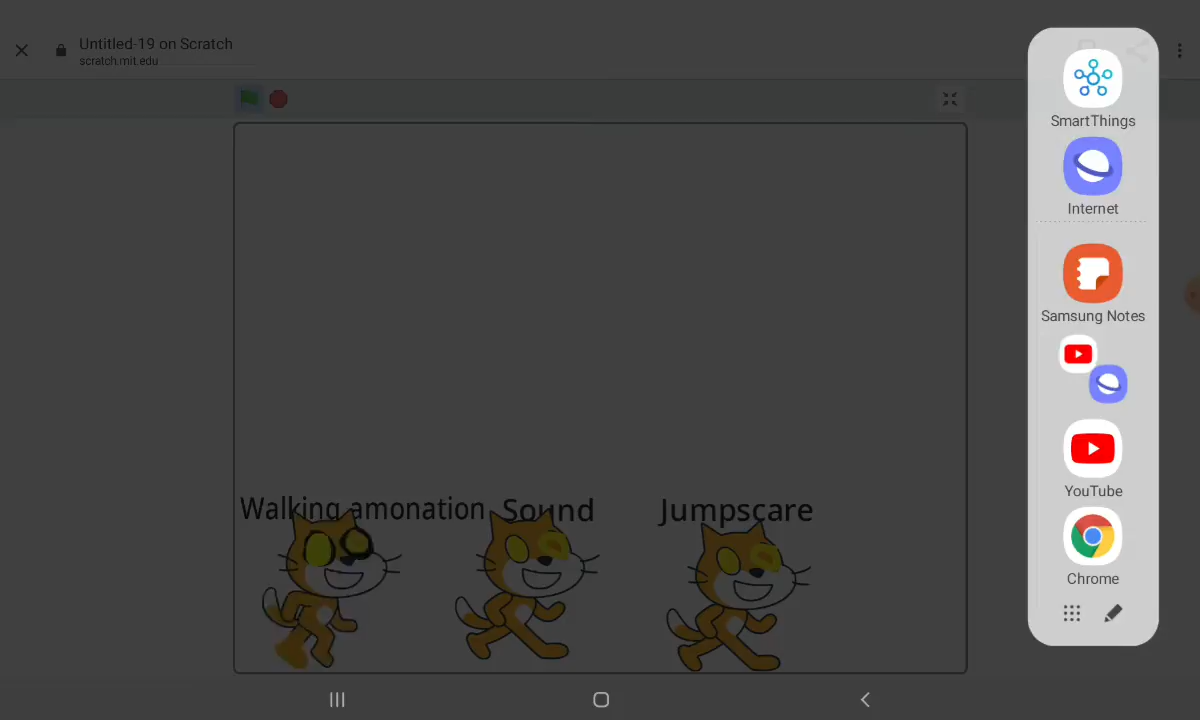 Untitled-19 on Scratch
scratch.mit.edu
SmartThings
Internet
Samsung Notes
YouTube
Chrome
Walking amonation
Sound
Jumpscare